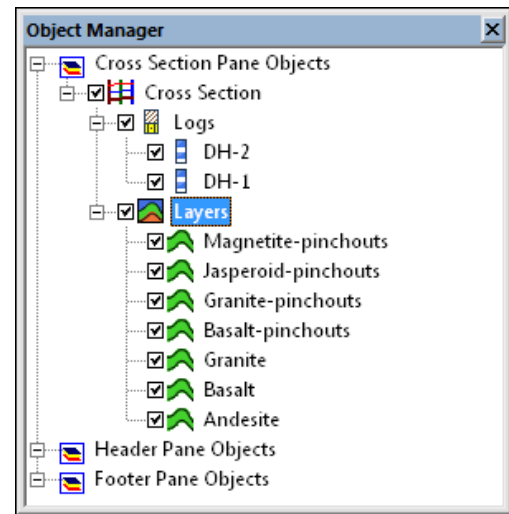 Object Manager
Cross Section Pane Objects
Cross Section
Logs
DH-2
DH-1
Layers
Magnetite-pinchouts
Jasperoid-pinchouts
Granite-pinchouts
Basalt-pinchouts
Granite
Basalt
Andesite
Header Pane Objects
Footer Pane Objects